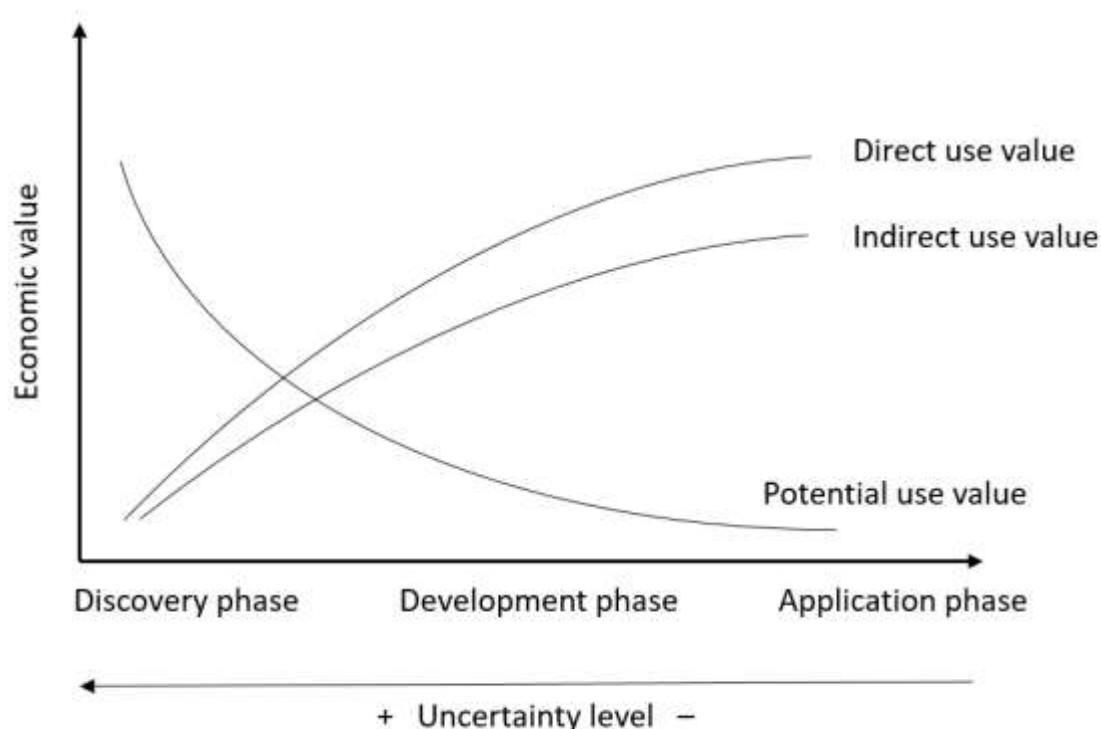 Economic value
Direct use value
Indirect use value
Potential use value
Discovery phase
Development phase
Application phase
+ Uncertainty level –